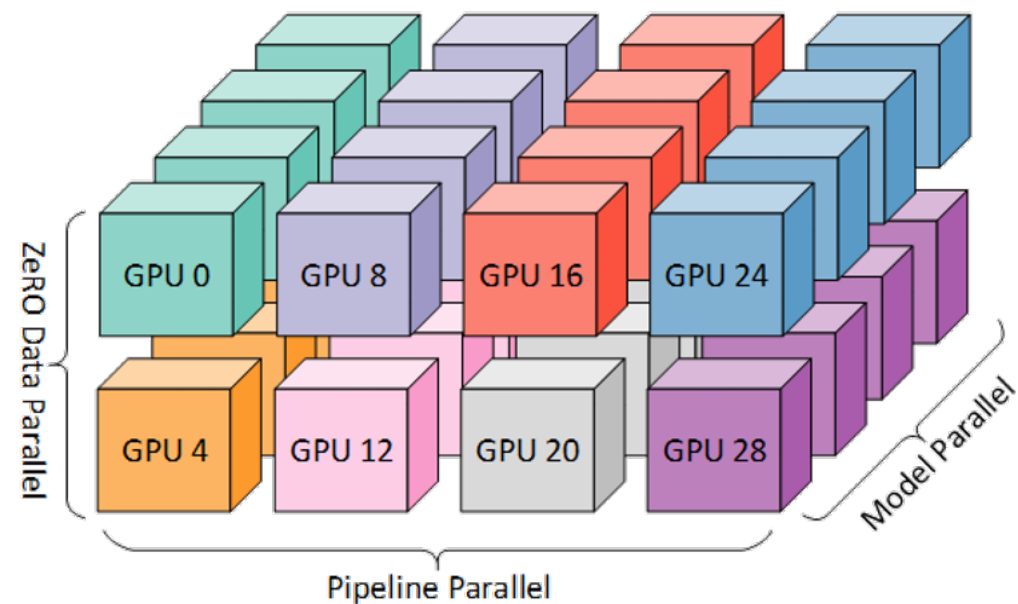 GPU 0
GPU 8
GPU 16
GPU 24
GPU 4
GPU 12
GPU 20
GPU 28
ZeRO Data Parallel
Model Parallel
Pipeline Parallel